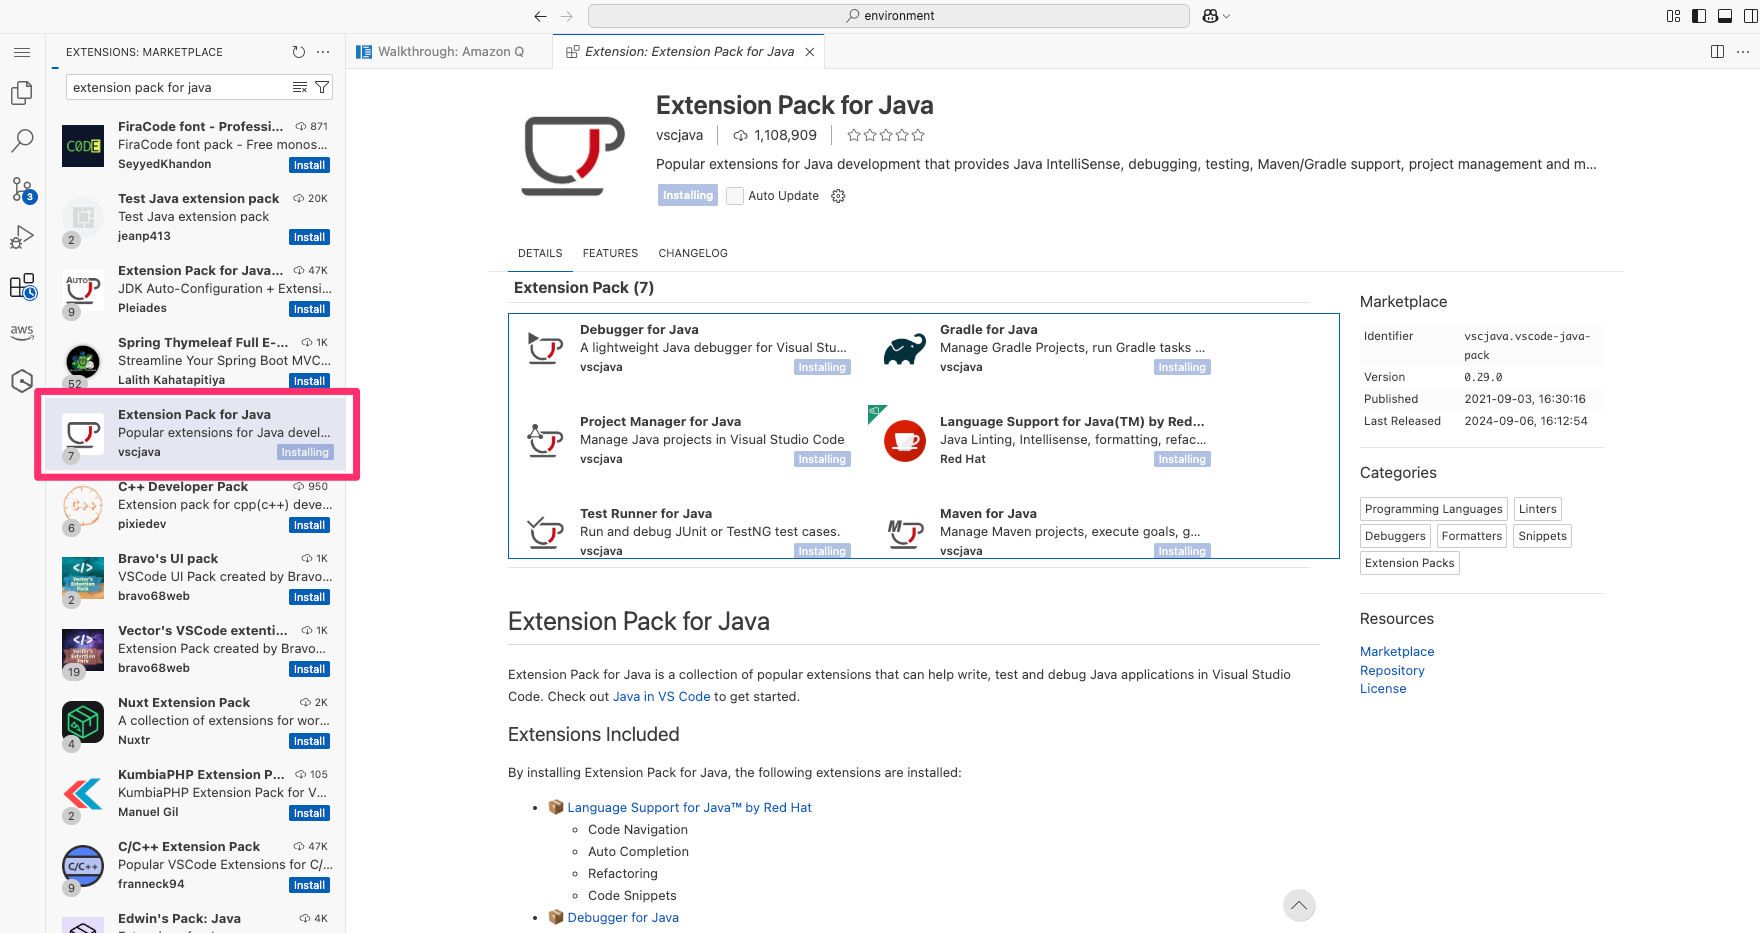 environment
EXTENSIONS: MARKETPLACE
extension pack for java
FiraCode font - Professi... 871
FiraCode font pack - Free monos...
SeyyedKhandon Install
Test Java extension pack 20K
Test Java extension pack
jeanp413 Install
2
Extension Pack for Java... 47K
JDK Auto-Configuration + Extensi...
Pleiades Install
9
Spring Thymeleaf Full E-... 1K
Streamline Your Spring Boot MVC...
Lalith Kahatapitiya Install
52
Extension Pack for Java
Popular extensions for Java devel...
vscjava Installing
7
C++ Developer Pack 950
Extension pack for cpp(c++) deve...
pixiedev Install
6
Bravo's UI pack 1K
VSCode UI Pack created by Bravo...
bravo68web Install
2
Vector's VSCode extenti... 1K
Extension Pack created by Bravo...
bravo68web Install
19
Nuxt Extension Pack 2K
A collection of extensions for wor...
Nuxtr Install
4
KumbiaPHP Extension P... 105
KumbiaPHP Extension Pack for V...
Manuel Gil Install
2
C/C++ Extension Pack 47K
Popular VSCode Extensions for C/...
franneck94 Install
9
Edwin's Pack: Java 4K
3
aws
C0DE
AUTO
C++
C/C++
Walkthrough: Amazon Q
Extension: Extension Pack for Java
Extension Pack for Java
vscjava 1,108,909
Popular extensions for Java development that provides Java IntelliSense, debugging, testing, Maven/Gradle support, project management and m...
Installing Auto Update
DETAILS FEATURES CHANGELOG
Extension Pack (7)
Debugger for Java
A lightweight Java debugger for Visual Stu...
vscjava Installing
Gradle for Java
Manage Gradle Projects, run Gradle tasks ...
vscjava Installing
Project Manager for Java
Manage Java projects in Visual Studio Code
vscjava Installing
Language Support for Java(TM) by Red...
Java Linting, Intellisense, formatting, refac...
Red Hat Installing
Test Runner for Java
Run and debug JUnit or TestNG test cases.
vscjava Installing
M
Maven for Java
Manage Maven projects, execute goals, g...
vscjava Installing
Extension Pack for Java
Extension Pack for Java is a collection of popular extensions that can help write, test and debug Java applications in Visual Studio
Code. Check out Java in VS Code to get started.
Extensions Included
By installing Extension Pack for Java, the following extensions are installed:
• 📦 Language Support for Java™ by Red Hat
◦ Code Navigation
◦ Auto Completion
◦ Refactoring
◦ Code Snippets
• 📦 Debugger for Java
Marketplace
Identifier vscjava.vscode-java-
pack
Version 0.29.0
Published 2021-09-03, 16:30:16
Last Released 2024-09-06, 16:12:54
Categories
Programming Languages Linters
Debuggers Formatters Snippets
Extension Packs
Resources
Marketplace
Repository
License